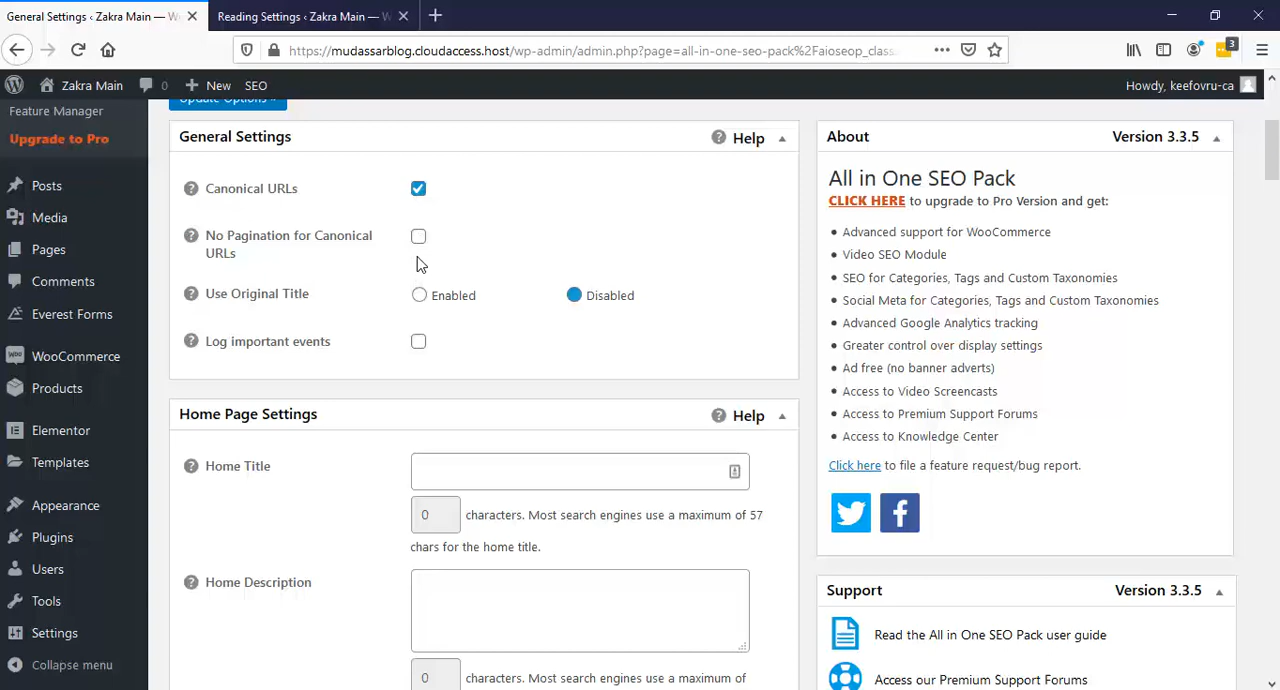 General Settings ‹ Zakra Main — W
Reading Settings ‹ Zakra Main — W
https://mudassarblog.cloudaccess.host/wp-admin/admin.php?page=all-in-one-seo-pack%2Faioseop_class
3
Zakra Main
0
New
SEO
Howdy, keefovru-ca
Feature Manager
Upgrade to Pro
Posts
Media
Pages
Comments
Everest Forms
WooCommerce
Products
Elementor
Templates
Appearance
Plugins
Users
Tools
Settings
Collapse menu
Update Options »
General Settings
Help
Canonical URLs
No Pagination for Canonical
URLs
Use Original Title
Enabled
Disabled
Log important events
Home Page Settings
Help
Home Title
0 characters. Most search engines use a maximum of 57
chars for the home title.
Home Description
0 characters. Most search engines use a maximum of
About
Version 3.3.5
All in One SEO Pack
CLICK HERE to upgrade to Pro Version and get:
Advanced support for WooCommerce
Video SEO Module
SEO for Categories, Tags and Custom Taxonomies
Social Meta for Categories, Tags and Custom Taxonomies
Advanced Google Analytics tracking
Greater control over display settings
Ad free (no banner adverts)
Access to Video Screencasts
Access to Premium Support Forums
Access to Knowledge Center
Click here to file a feature request/bug report.
Support
Version 3.3.5
Read the All in One SEO Pack user guide
Access our Premium Support Forums